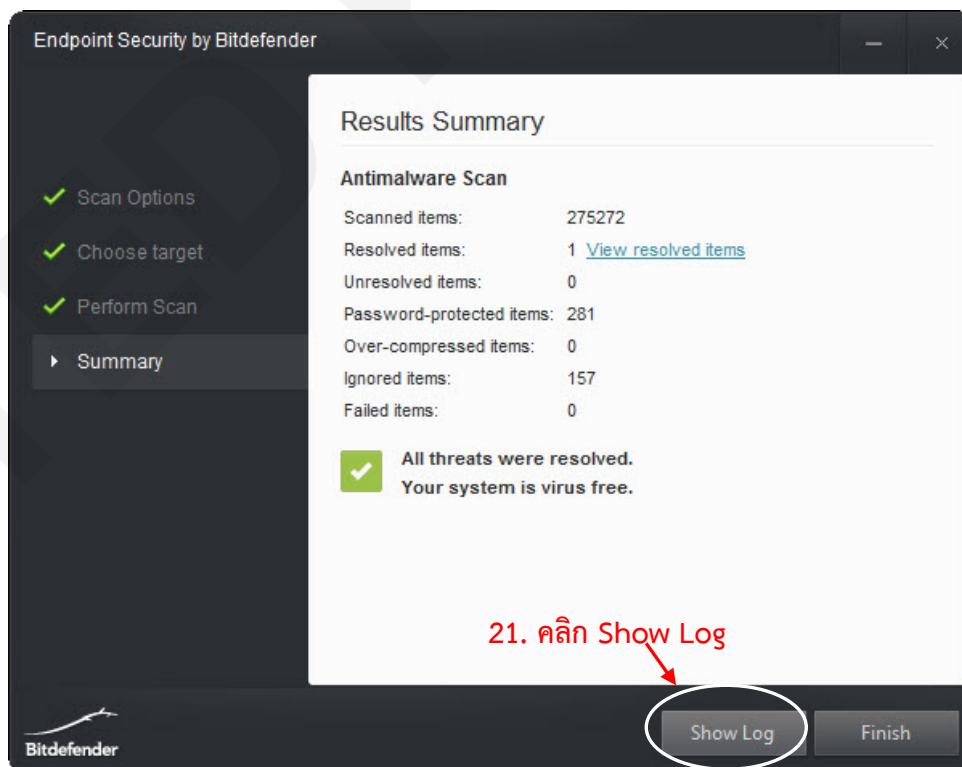 Endpoint Security by Bitdefender
Results Summary
Antimalware Scan
Scan Options
Choose target
Perform Scan
Summary
Scanned items: 275272
Resolved items: 1 View resolved items
Unresolved items: 0
Password-protected items: 281
Over-compressed items: 0
Ignored items: 157
Failed items: 0
All threats were resolved.
Your system is virus free.
21. คลิก Show Log
Bitdefender
Show Log
Finish